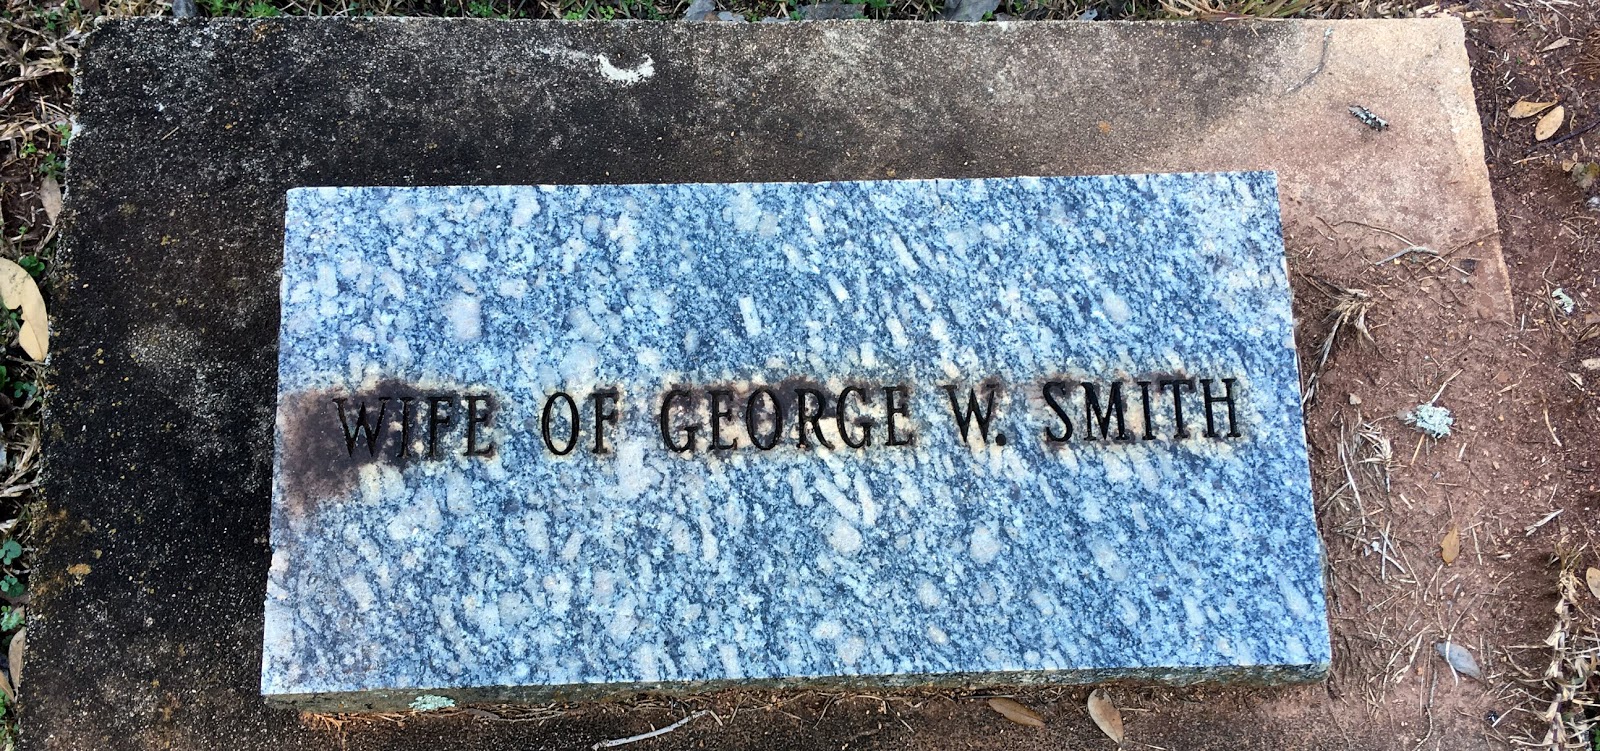 WIFE OF GEORGE W. SMITH